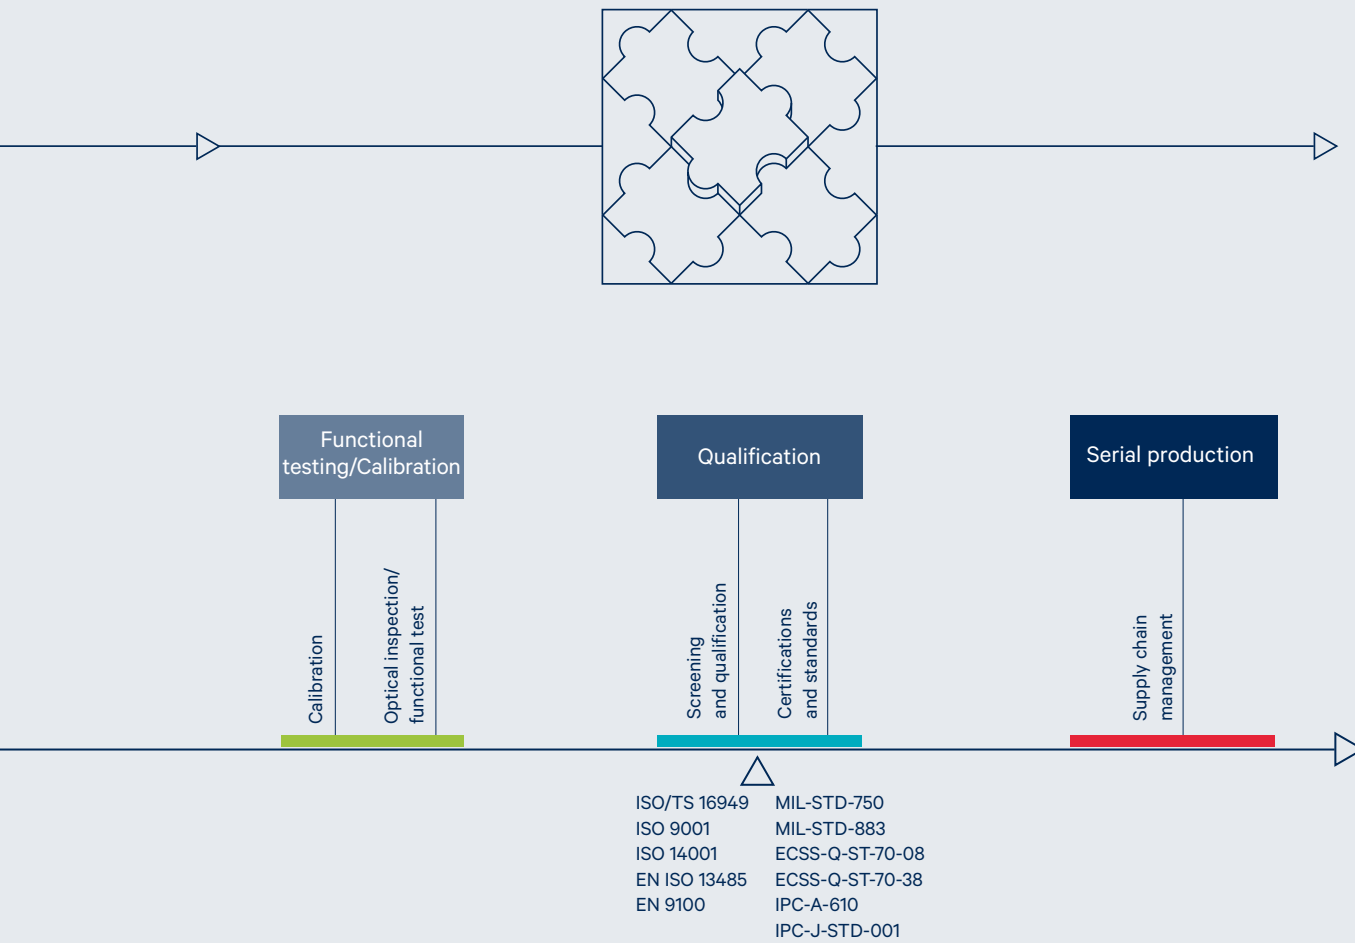 Functional
testing/Calibration
Qualification
Serial production
Calibration
Optical inspection/
functional test
Screening
and qualification
Certifications
and standards
Supply chain
management
ISO/TS 16949
ISO 9001
ISO 14001
EN ISO 13485
EN 9100
MIL-STD-750
MIL-STD-883
ECSS-Q-ST-70-08
ECSS-Q-ST-70-38
IPC-A-610
IPC-J-STD-001